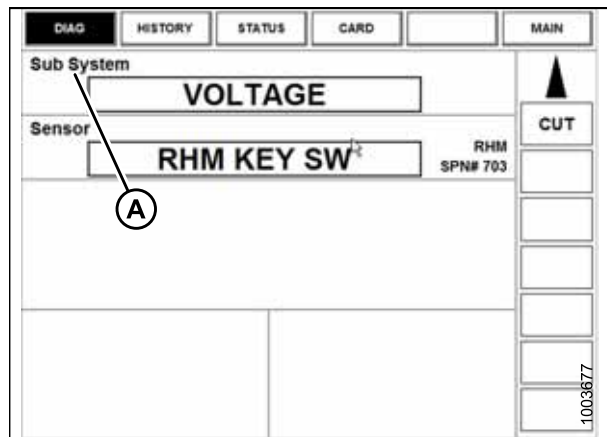 DIAG HISTORY STATUS CARD MAIN
Sub System
VOLTAGE
CUT
Sensor
RHM KEY SW
RHM
SPN# 703
A
1003677